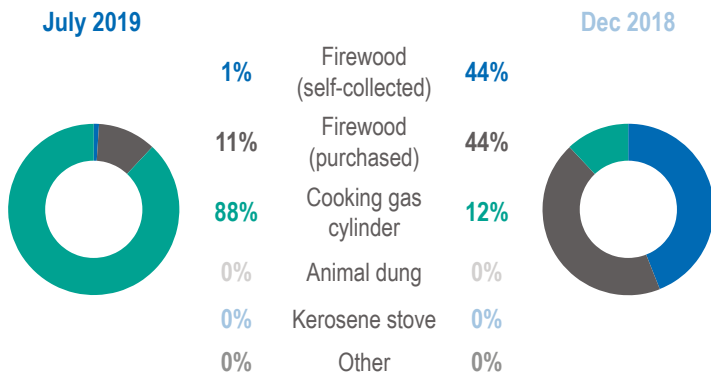 July 2019
Dec 2018
1%
Firewood
(self-collected)
44%
11%
Firewood
(purchased)
44%
88%
Cooking gas
cylinder
12%
0%
Animal dung
0%
0%
Kerosene stove
0%
0%
Other
0%